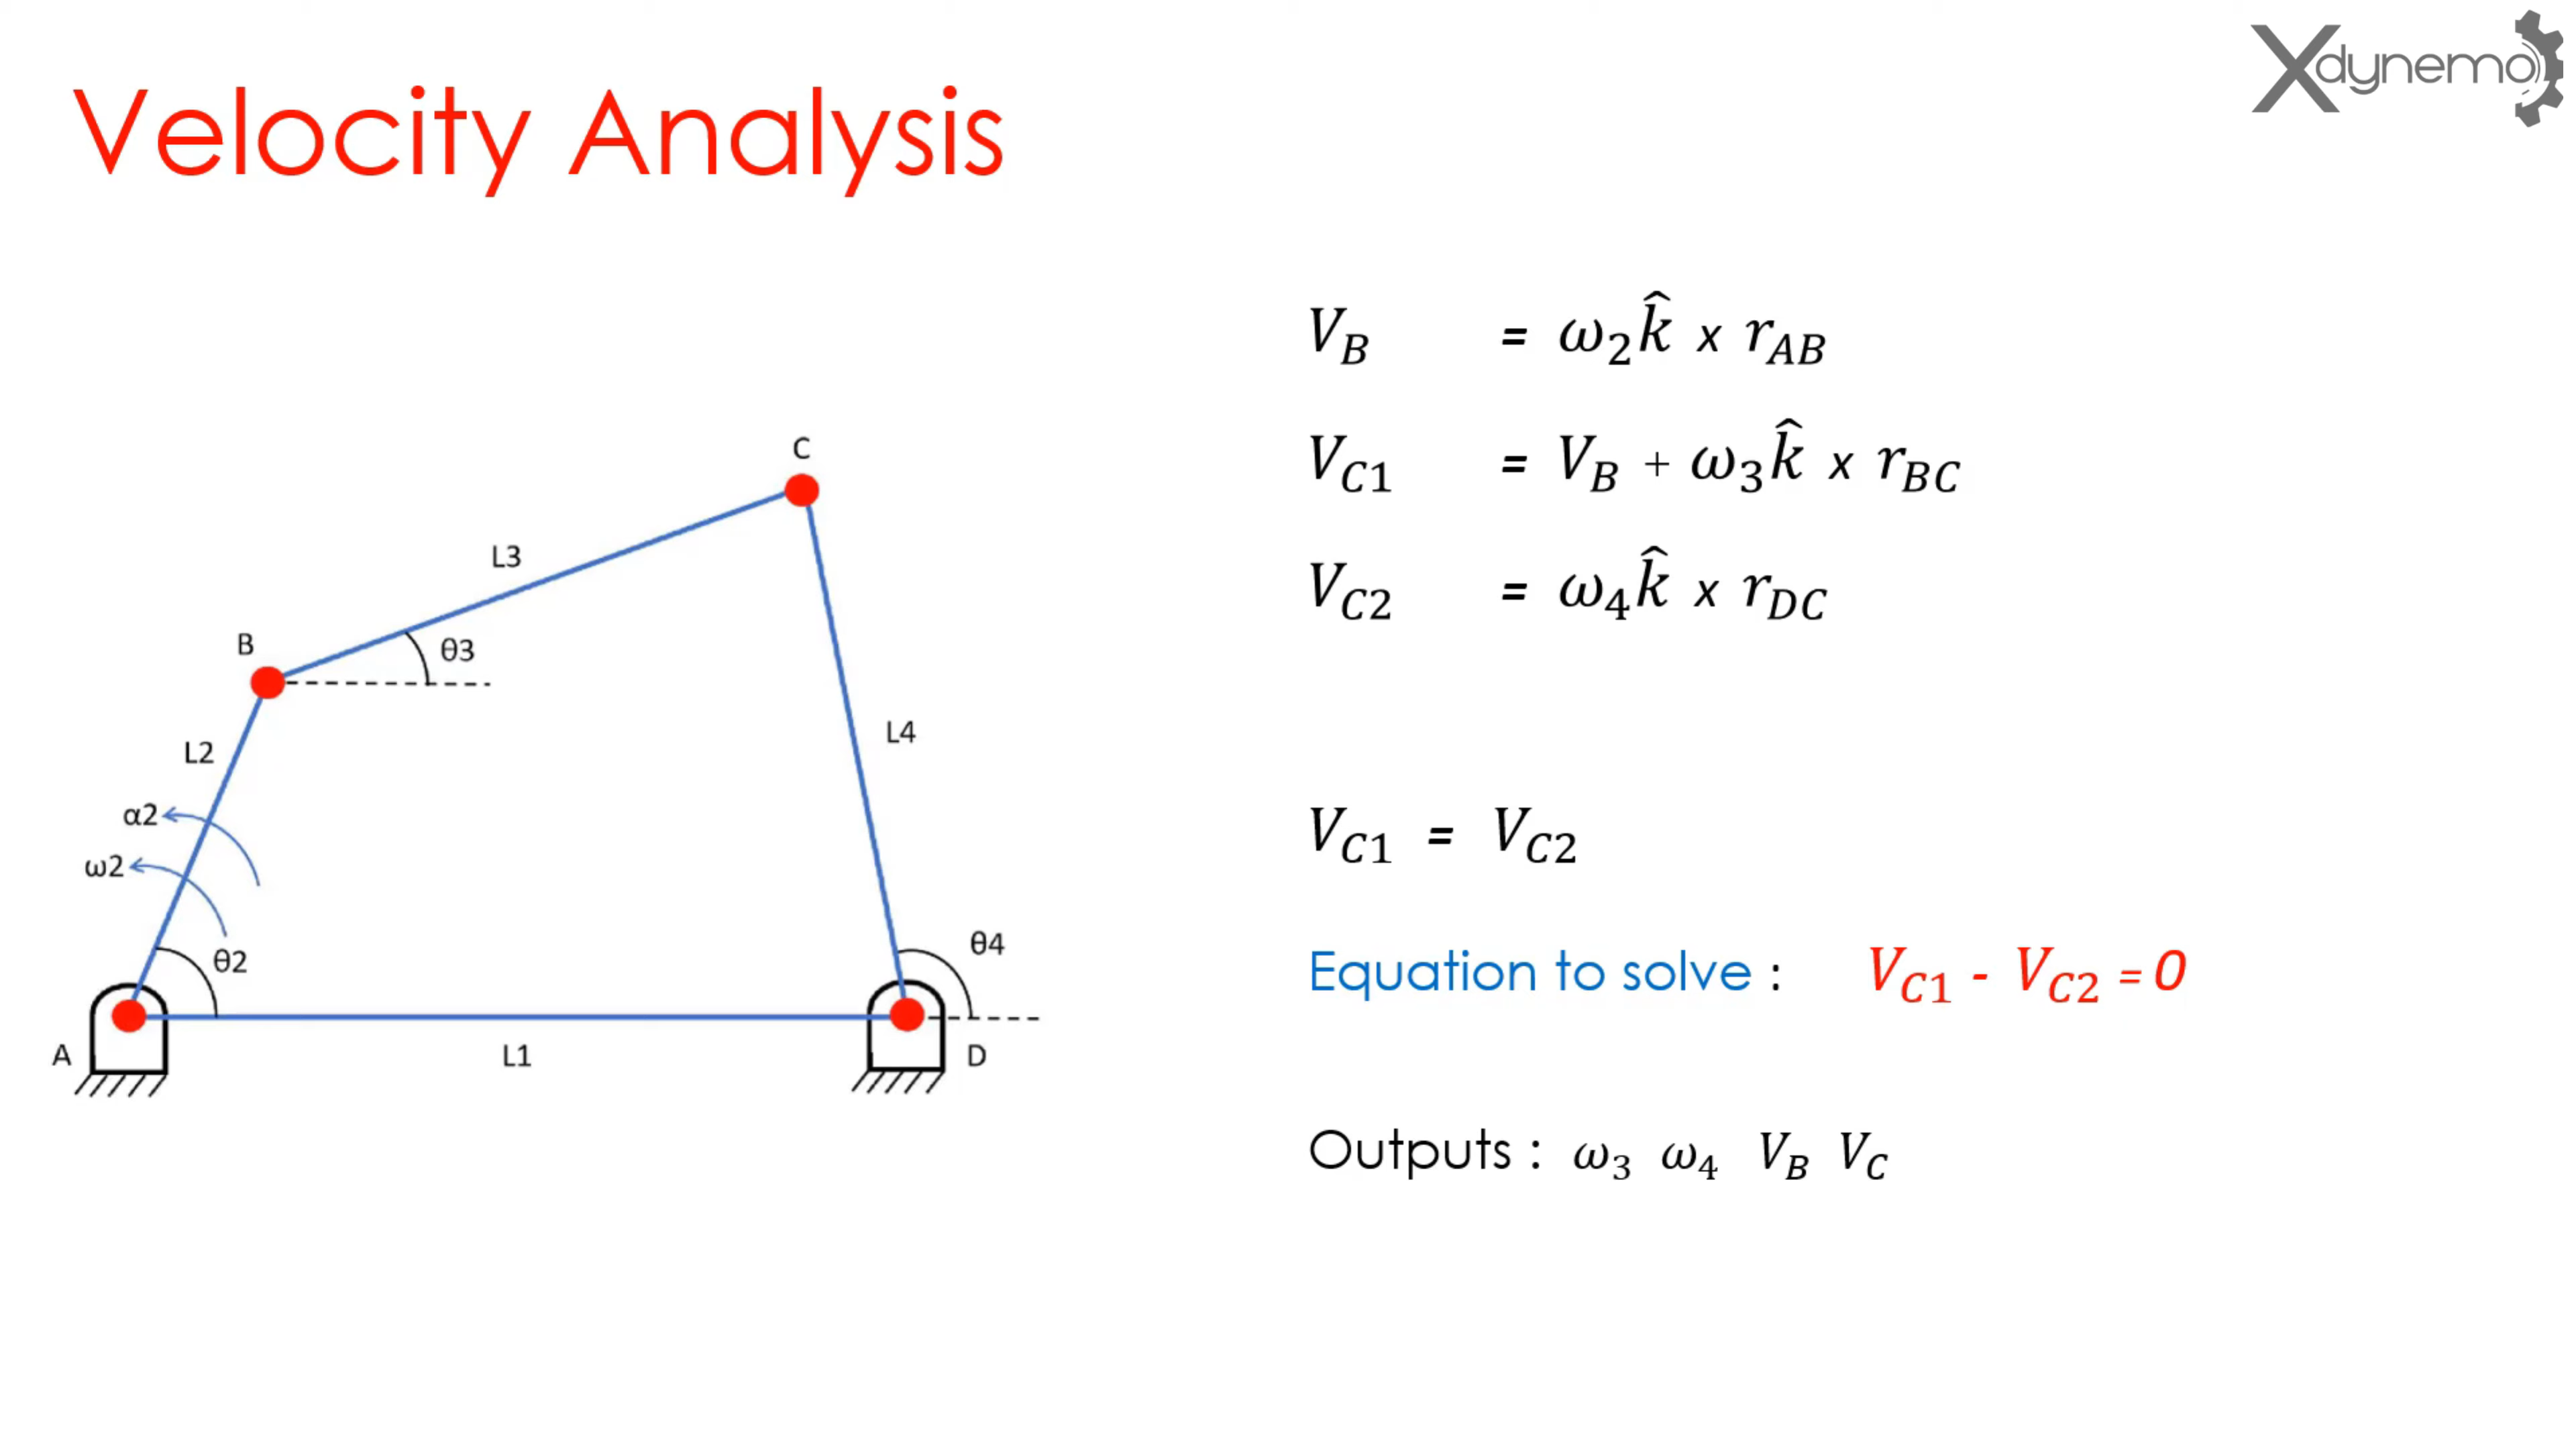 Xdynemo
Velocity Analysis
V_B = ω_2 k̂ x r_AB
V_C1 = V_B + ω_3 k̂ x r_BC
V_C2 = ω_4 k̂ x r_DC
V_C1 = V_C2
Equation to solve : V_C1 - V_C2 = 0
Outputs : ω_3 ω_4 V_B V_C
C
L3
B
θ3
L2
L4
α2
ω2
θ2
θ4
A
L1
D